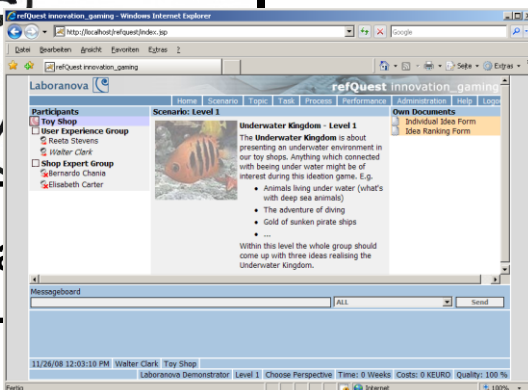 refQuest innovation_gaming - Windows Internet Explorer
http://localhost/refquest/index.jsp
Google
Datei Bearbeiten Ansicht Favoriten Extras ?
refQuest innovation_gaming
Seite Extras
Laboranova
refQuest innovation_gaming
Home Scenario Topic Task Process Performance Administration Help Logout
Participants
Toy Shop
User Experience Group
Reeta Stevens
Walter Clark
Shop Expert Group
Bernardo Chania
Elisabeth Carter
Scenario: Level 1
Underwater Kingdom - Level 1
The Underwater Kingdom is about
presenting an underwater environment in
our toy shops. Anything which connected
with beeing under water might be of
interest during this ideation game. E.g.
• Animals living under water (what's
with deep sea animals)
• The adventure of diving
• Gold of sunken pirate ships
• ...
Within this level the whole group should
come up with three ideas realising the
Underwater Kingdom.
Own Documents
Individual Idea Form
Idea Ranking Form
Messageboard
ALL
Send
11/26/08 12:03:10 PM Walter Clark Toy Shop
Laboranova Demonstrator Level 1 Choose Perspective Time: 0 Weeks Costs: 0 KEURO Quality: 100 %
Fertig
Internet
100%